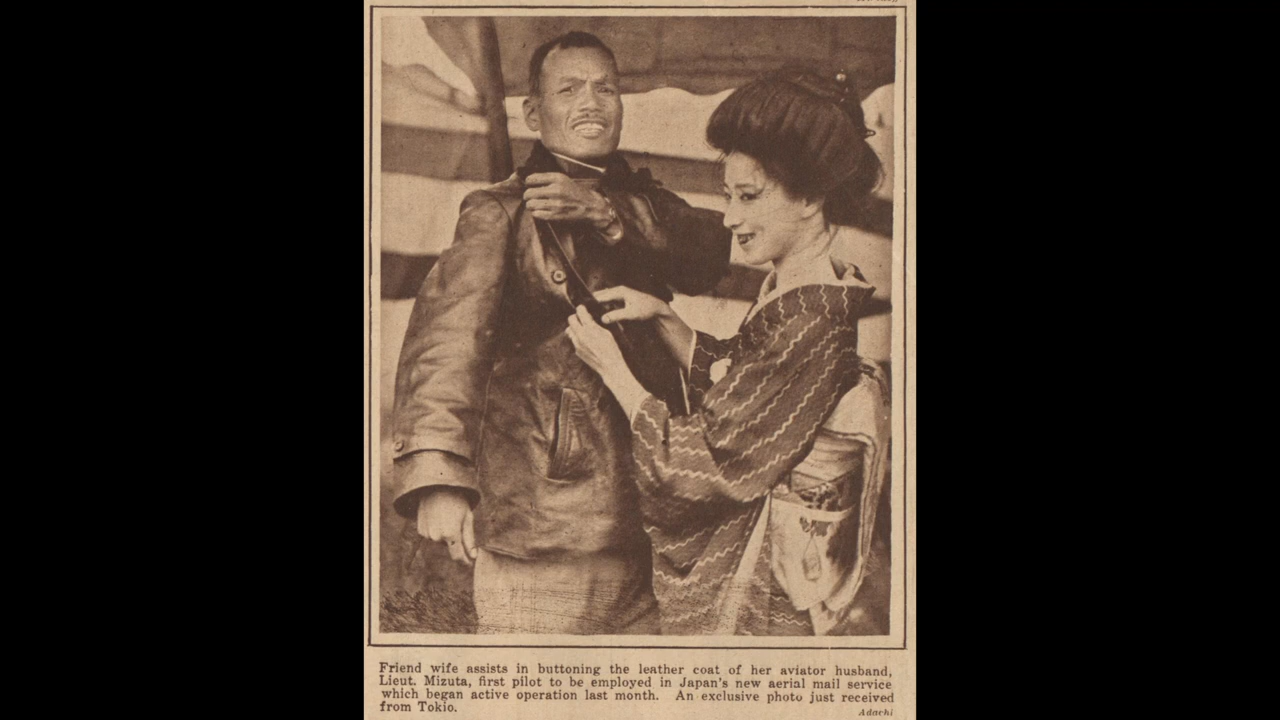 Friend wife assists in buttoning the leather coat of her aviator husband,
Lieut. Mizuta, first pilot to be employed in Japan's new aerial mail service
which began active operation last month. An exclusive photo just received
from Tokio.
Adachi